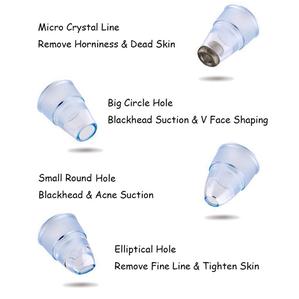 Micro Crystal Line
Remove Horniness & Dead Skin
Big Circle Hole
Blackhead Suction & V Face Shaping
Small Round Hole
Blackhead & Acne Suction
Elliptical Hole
Remove Fine Line & Tighten Skin